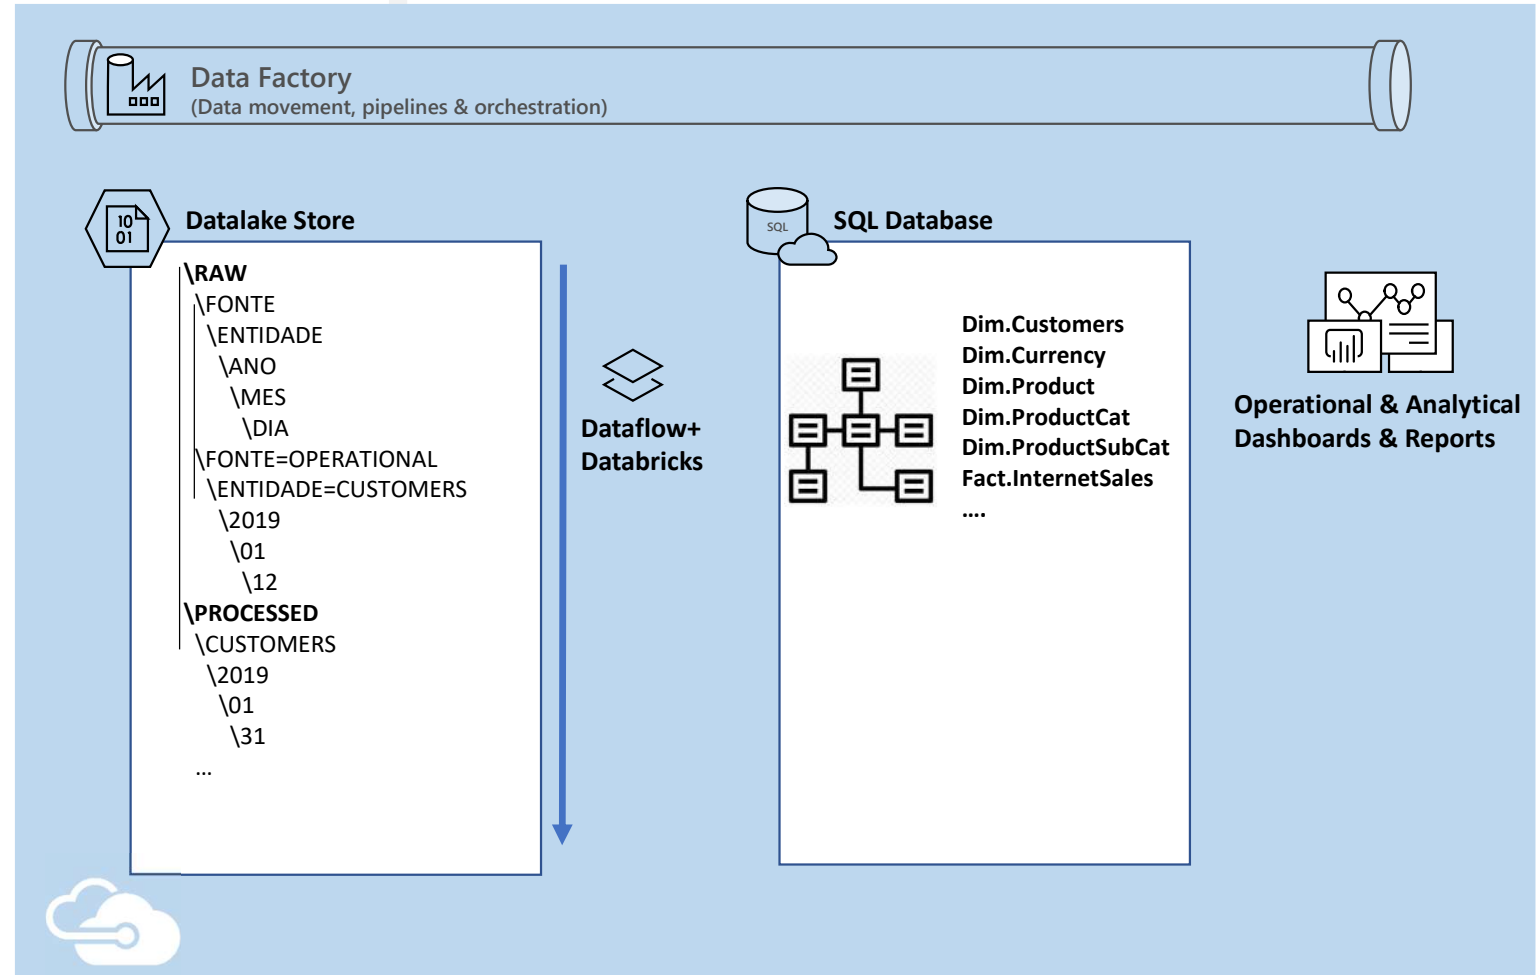 Data Factory
(Data movement, pipelines & orchestration)
10
01
Datalake Store
\RAW
\FONTE
\ENTIDADE
\ANO
\MES
\DIA
\FONTE=OPERATIONAL
\ENTIDADE=CUSTOMERS
\2019
\01
\12
\PROCESSED
\CUSTOMERS
\2019
\01
\31
...
Dataflow+
Databricks
SQL
SQL Database
Dim.Customers
Dim.Currency
Dim.Product
Dim.ProductCat
Dim.ProductSubCat
Fact.InternetSales
....
Operational & Analytical
Dashboards & Reports